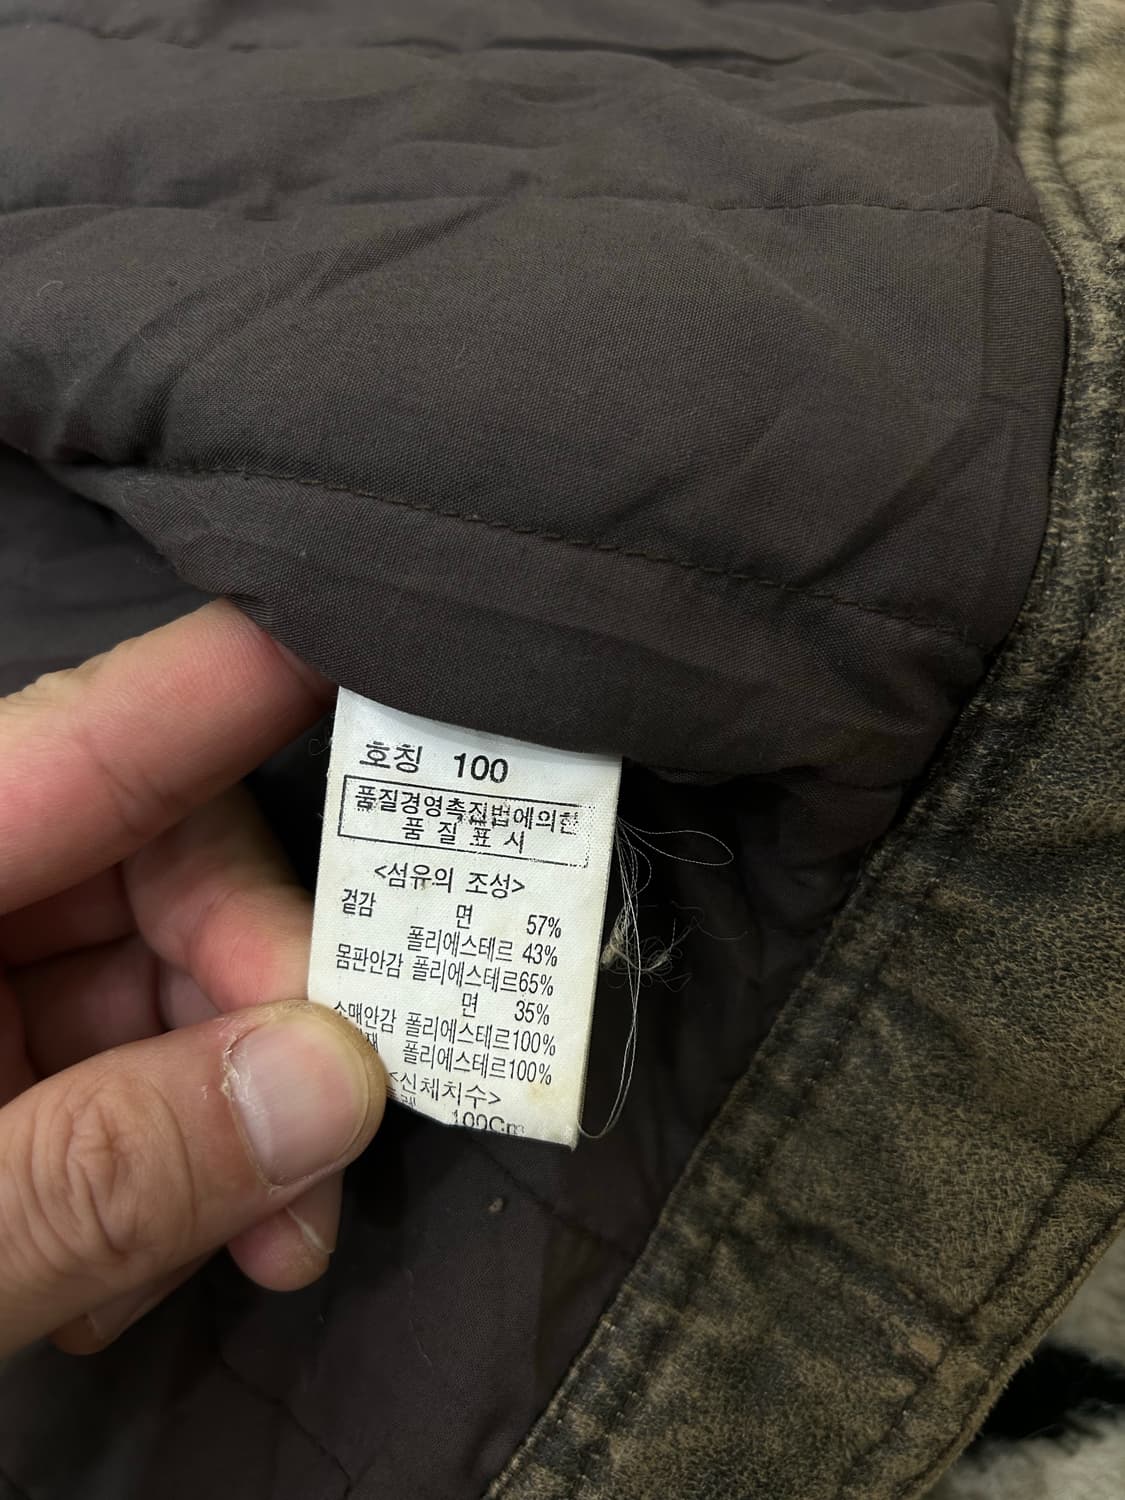 호칭 100
품질경영촉진법에의한
품 질 표 시
<섬유의 조성>
겉감 면 57%
폴리에스테르 43%
몸판안감 폴리에스테르65%
면 35%
소매안감 폴리에스테르100%
폴리에스테르100%
<신체치수>
100Cm